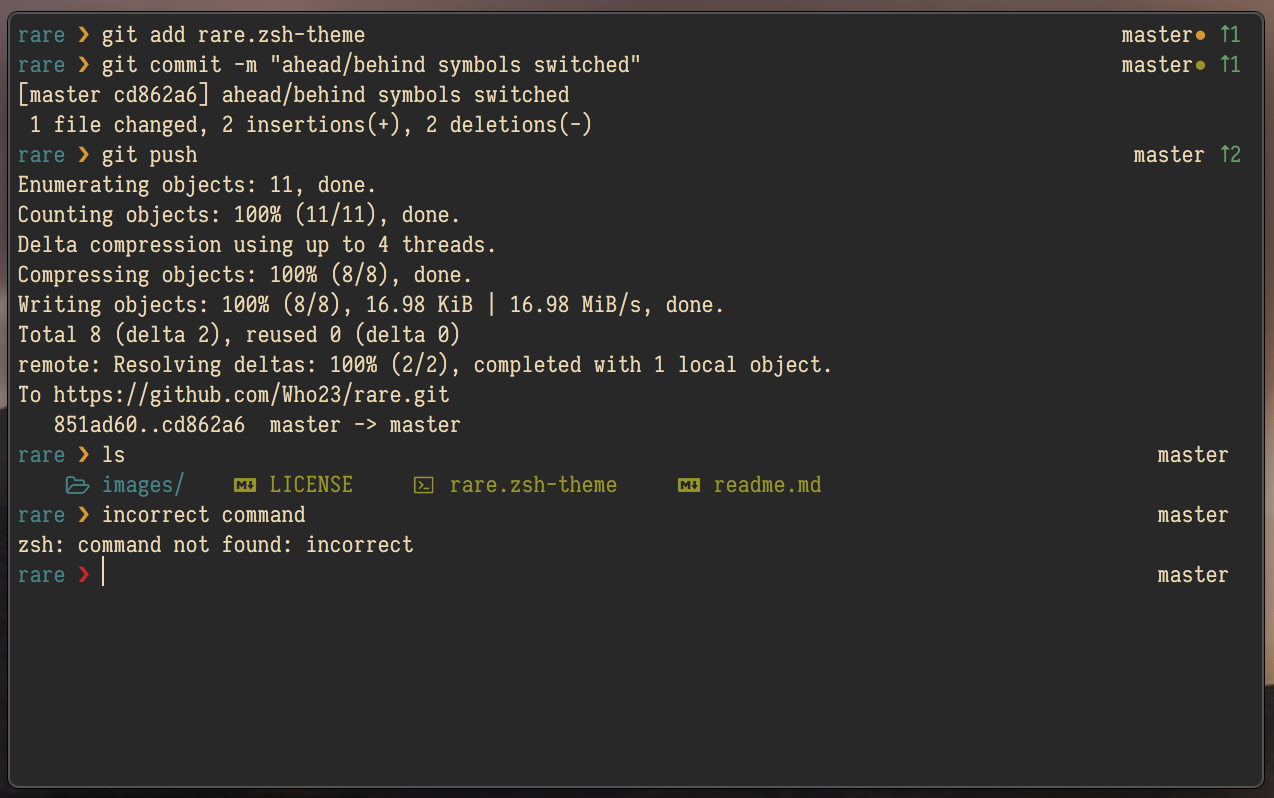 rare ❯ git add rare.zsh-theme master● ↑1
rare ❯ git commit -m "ahead/behind symbols switched" master● ↑1
[master cd862a6] ahead/behind symbols switched
 1 file changed, 2 insertions(+), 2 deletions(-)
rare ❯ git push master ↑2
Enumerating objects: 11, done.
Counting objects: 100% (11/11), done.
Delta compression using up to 4 threads.
Compressing objects: 100% (8/8), done.
Writing objects: 100% (8/8), 16.98 KiB | 16.98 MiB/s, done.
Total 8 (delta 2), reused 0 (delta 0)
remote: Resolving deltas: 100% (2/2), completed with 1 local object.
To https://github.com/Who23/rare.git
   851ad60..cd862a6  master -> master
rare ❯ ls master
images/ LICENSE rare.zsh-theme readme.md
rare ❯ incorrect command master
zsh: command not found: incorrect
rare ❯ master